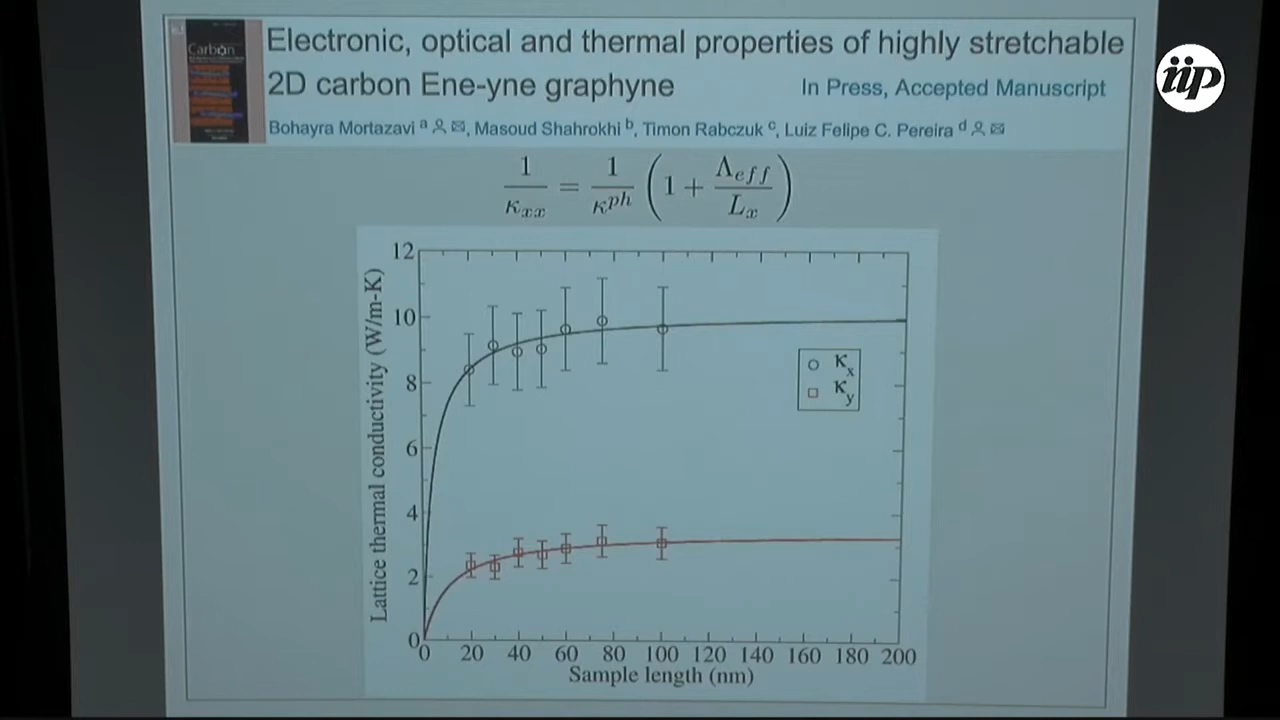 Carbon
Electronic, optical and thermal properties of highly stretchable
2D carbon Ene-yne graphyne
In Press, Accepted Manuscript
Bohayra Mortazavi a, Masoud Shahrokhi b, Timon Rabczuk c, Luiz Felipe C. Pereira d
iip
1/κxx = 1/κ^ph (1 + Λeff/Lx)
Lattice thermal conductivity (W/m-K)
12
10
8
6
4
2
0
κx
κy
0 20 40 60 80 100 120 140 160 180 200
Sample length (nm)